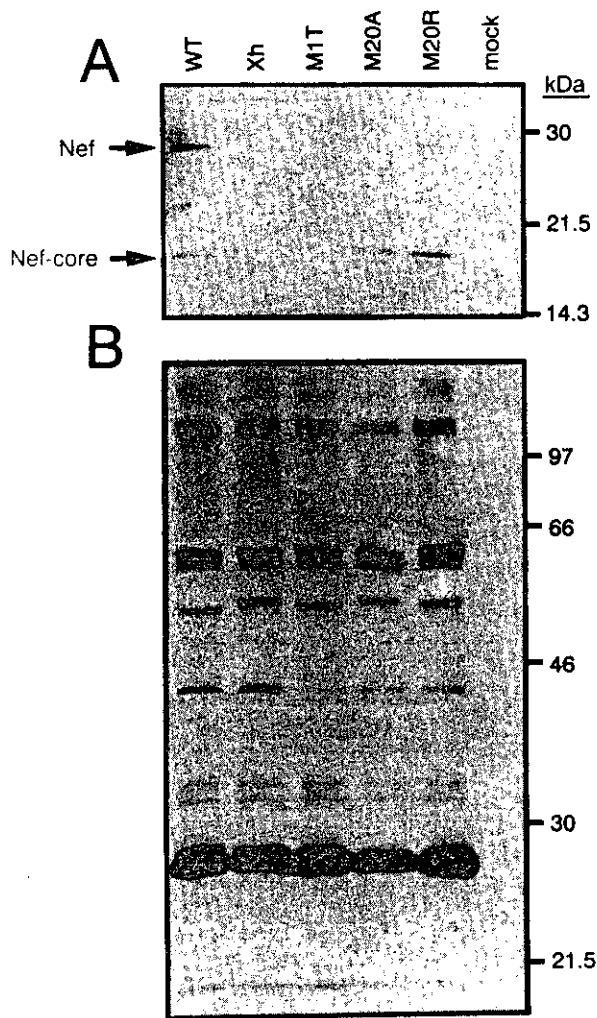 A
WT
Xh
M1T
M20A
M20R
mock
kDa
Nef
30
21.5
Nef-core
14.3
B
97
66
46
30
21.5